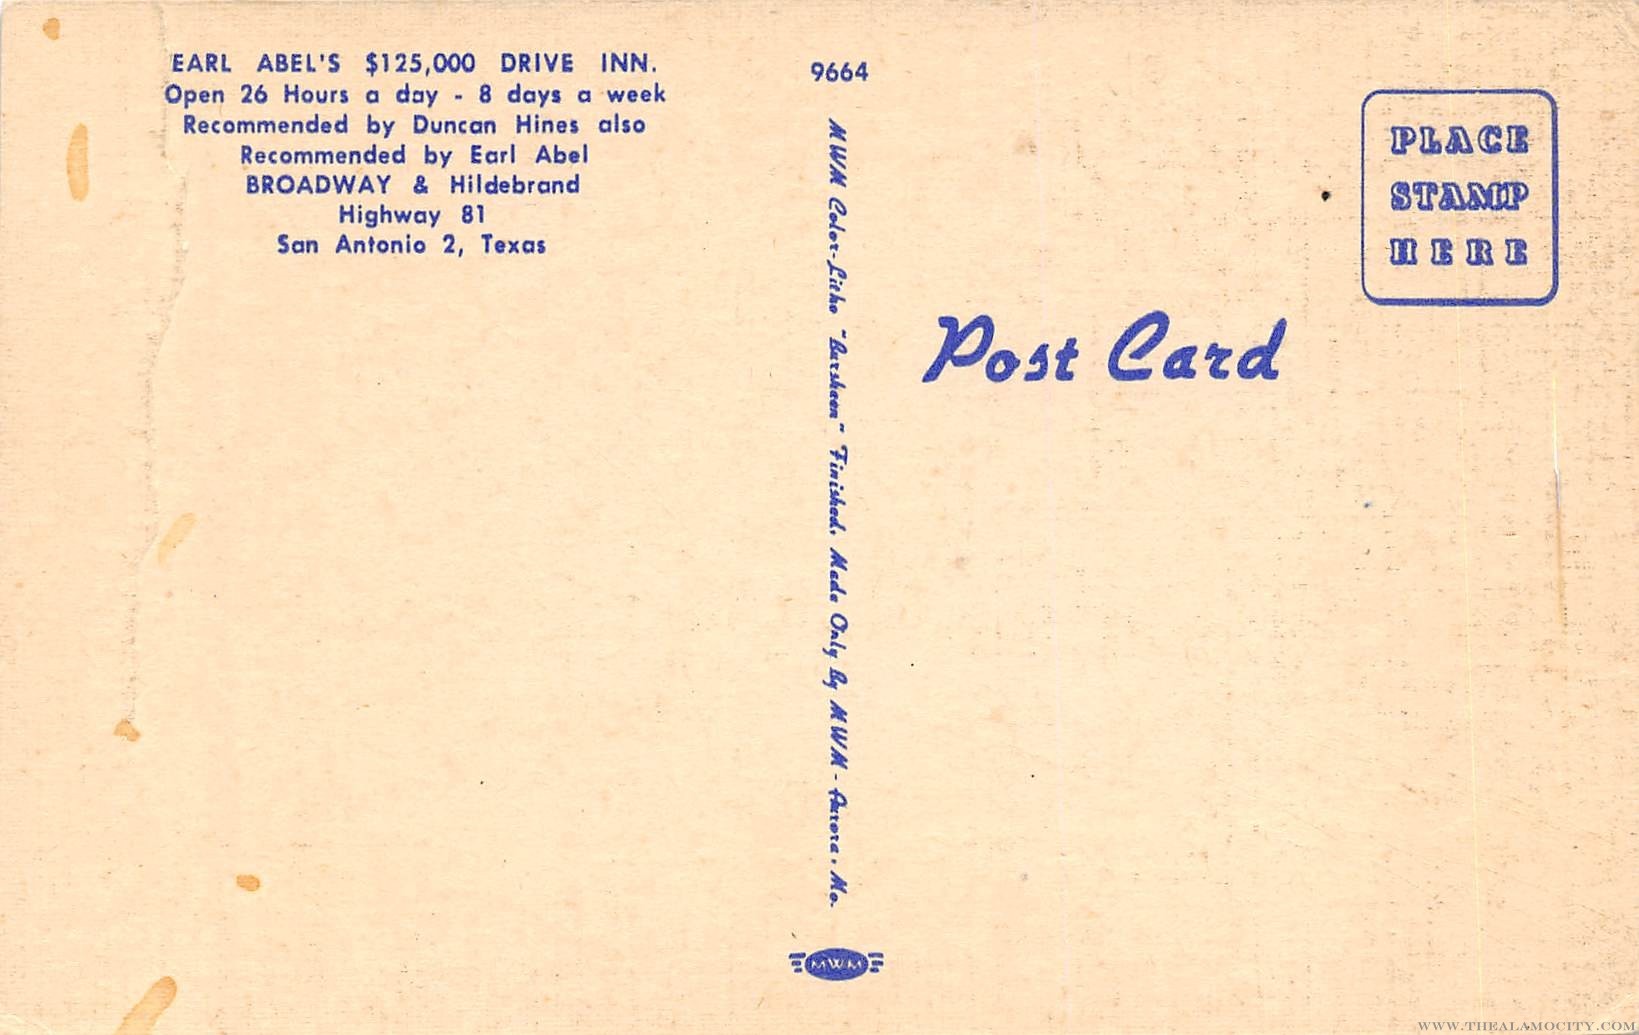 EARL ABEL'S $125,000 DRIVE INN.
Open 26 Hours a day - 8 days a week
Recommended by Duncan Hines also
Recommended by Earl Abel
BROADWAY & Hildebrand
Highway 81
San Antonio 2, Texas
9664
MWM Color-Litho "Bursheen" Finished. Made Only By MWM - Aurora, Mo.
MWM
PLACE
STAMP
HERE
Post Card
WWW.THEALAMOCITY.COM